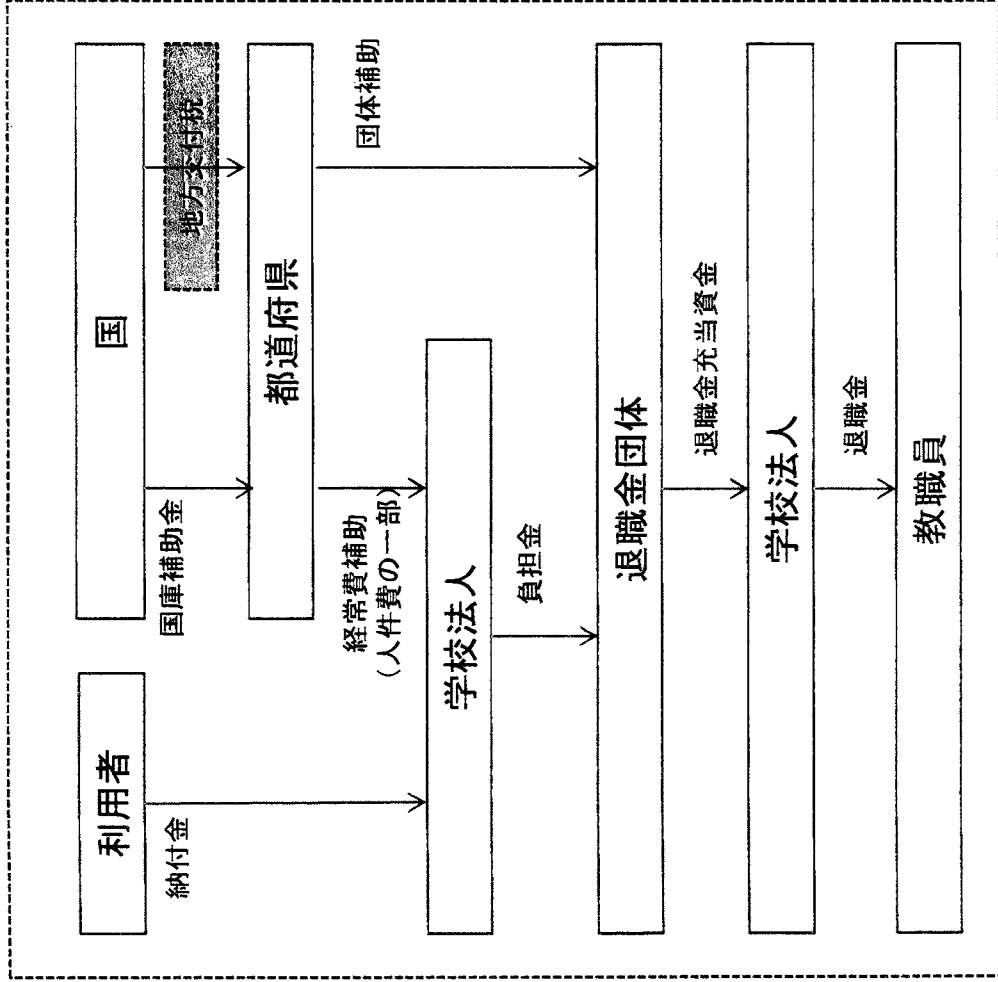 利用者
国
納付金
国庫補助金
地方交付税
都道府県
経常費補助
（人件費の一部）
団体補助
学校法人
負担金
退職金団体
退職金充当資金
学校法人
退職金
教職員